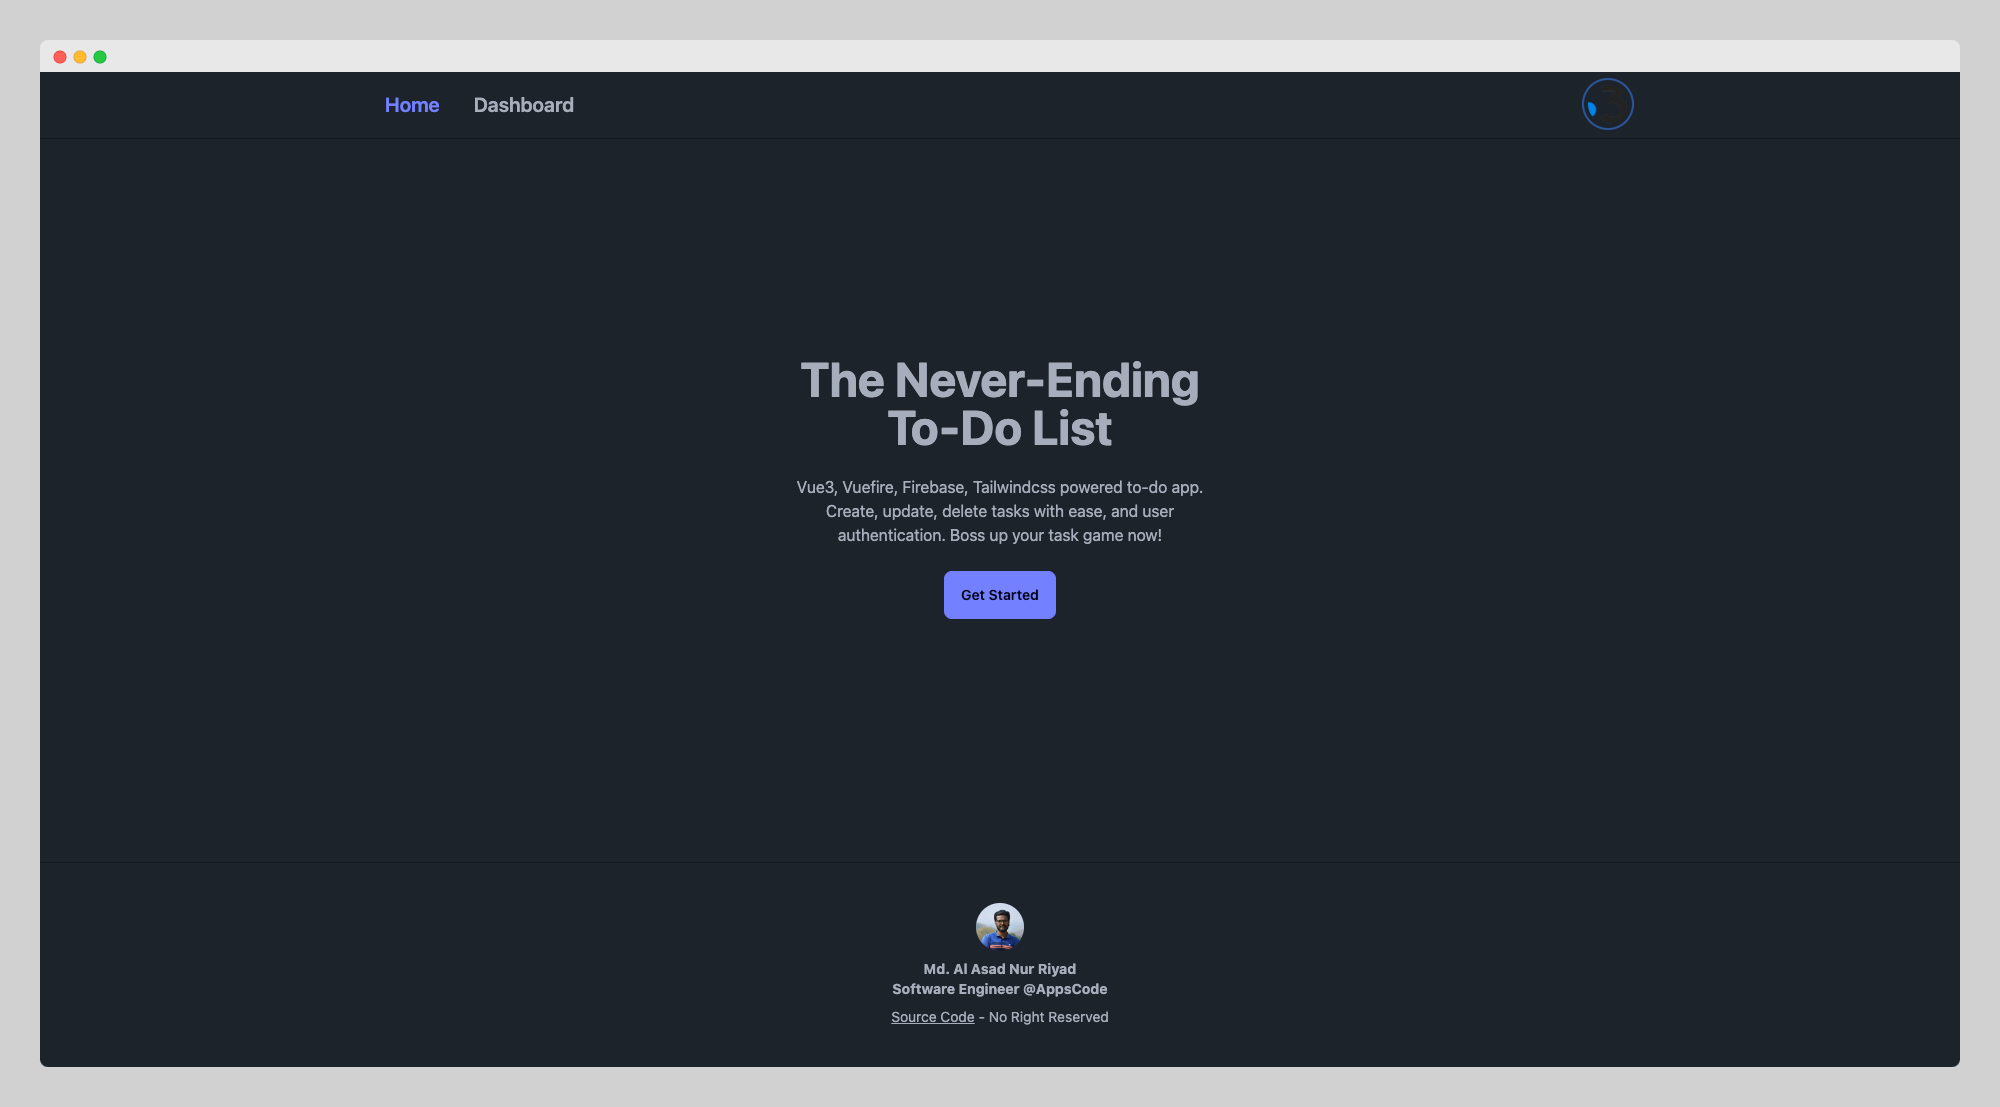 Home
Dashboard
The Never-Ending
To-Do List
Vue3, Vuefire, Firebase, Tailwindcss powered to-do app.
Create, update, delete tasks with ease, and user
authentication. Boss up your task game now!
Get Started
Md. Al Asad Nur Riyad
Software Engineer @AppsCode
Source Code - No Right Reserved